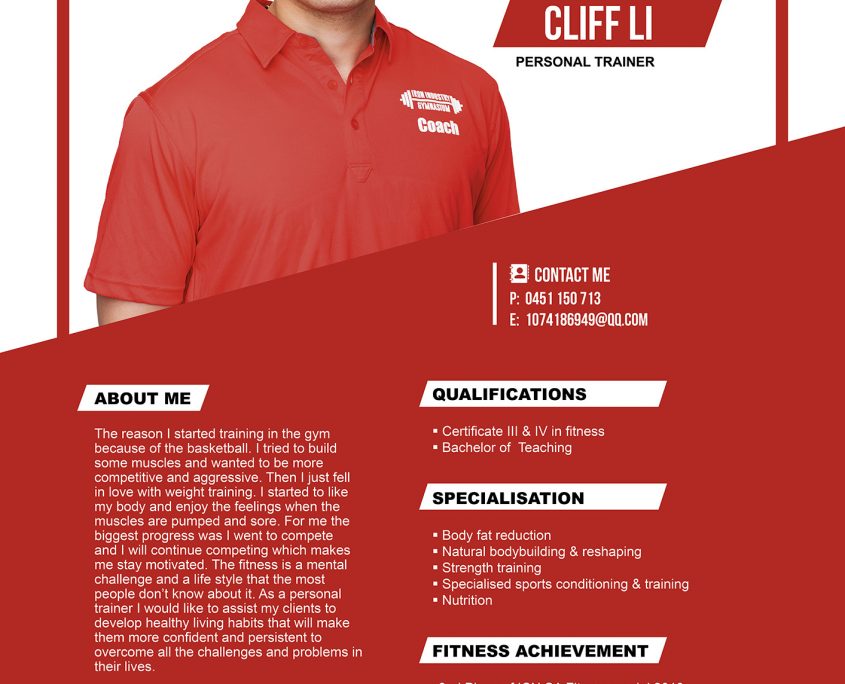 CLIFF LI
PERSONAL TRAINER
IRON INDUSTRY
GYMNASIUM
Coach
CONTACT ME
P: 0451 150 713
E: 1074186949@QQ.COM
ABOUT ME
The reason I started training in the gym
because of the basketball. I tried to build
some muscles and wanted to be more
competitive and aggressive. Then I just fell
in love with weight training. I started to like
my body and enjoy the feelings when the
muscles are pumped and sore. For me the
biggest progress was I went to compete
and I will continue competing which makes
me stay motivated. The fitness is a mental
challenge and a life style that the most
people don’t know about it. As a personal
trainer I would like to assist my clients to
develop healthy living habits that will make
them more confident and persistent to
overcome all the challenges and problems in
their lives.
QUALIFICATIONS
▪ Certificate III & IV in fitness
▪ Bachelor of  Teaching
SPECIALISATION
▪ Body fat reduction
▪ Natural bodybuilding & reshaping
▪ Strength training
▪ Specialised sports conditioning & training
▪ Nutrition
FITNESS ACHIEVEMENT